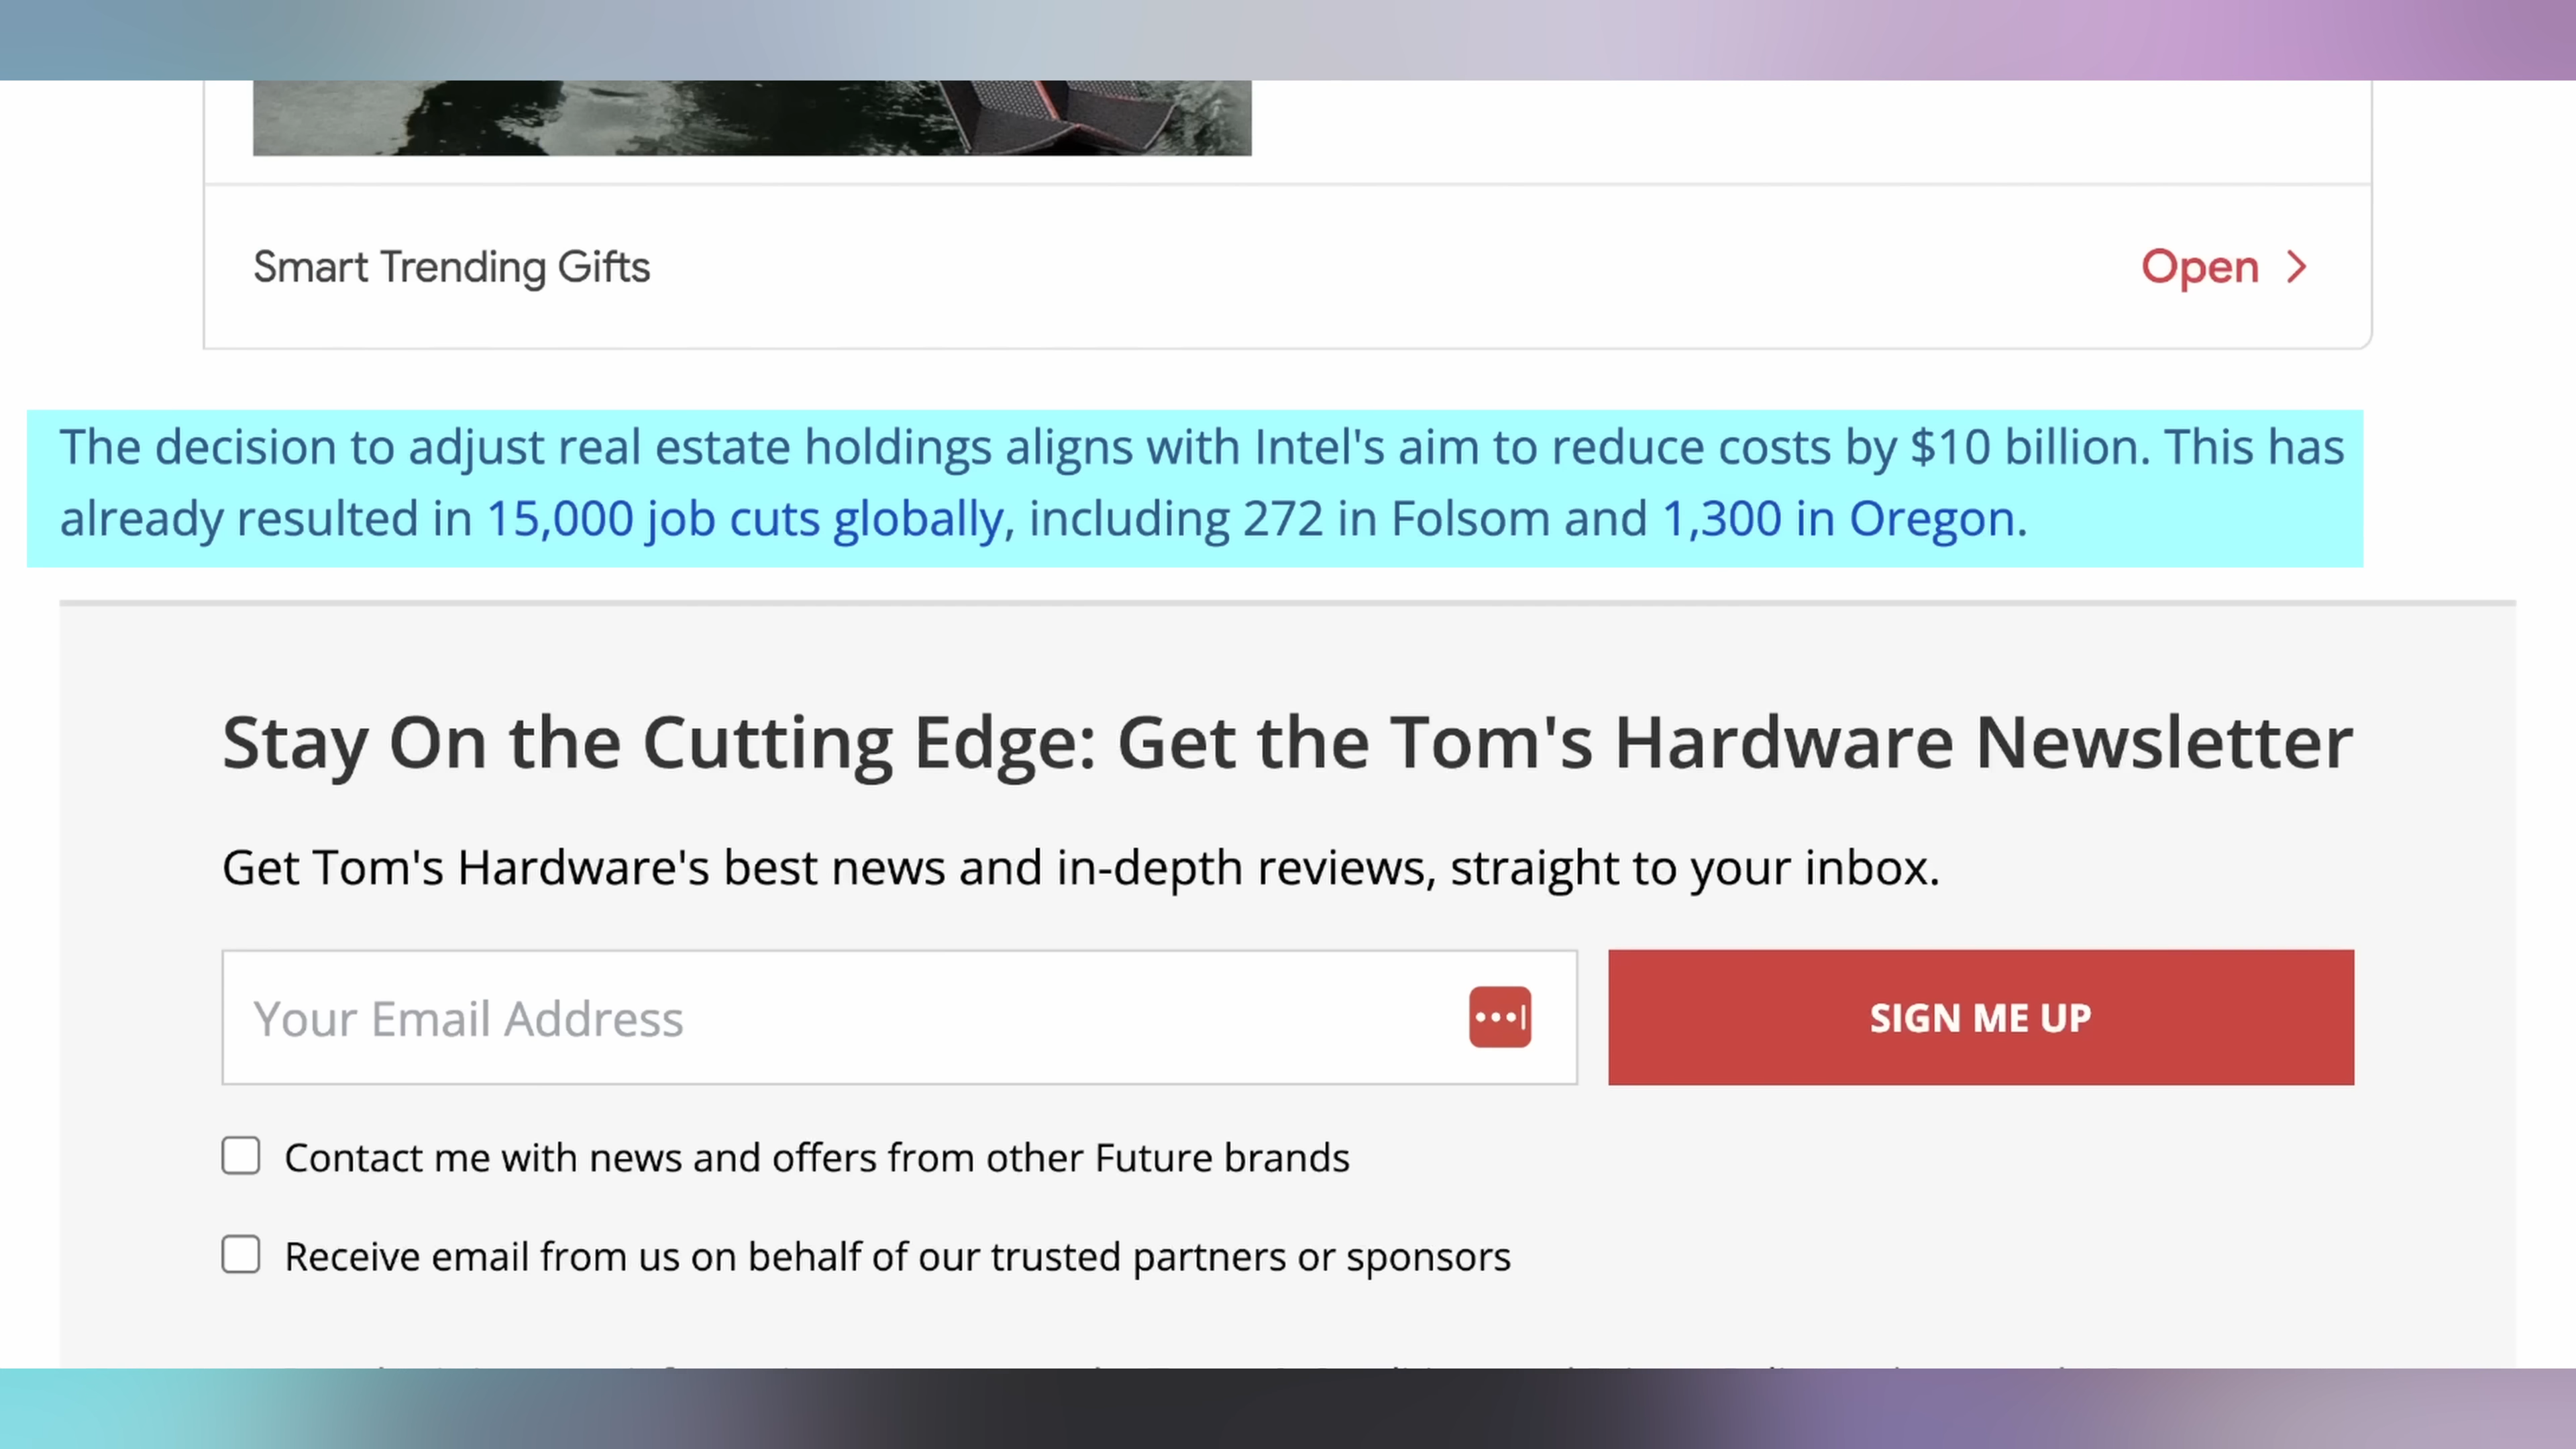 Smart Trending Gifts
Open
The decision to adjust real estate holdings aligns with Intel's aim to reduce costs by $10 billion. This has
already resulted in 15,000 job cuts globally, including 272 in Folsom and 1,300 in Oregon.
Stay On the Cutting Edge: Get the Tom's Hardware Newsletter
Get Tom's Hardware's best news and in-depth reviews, straight to your inbox.
Your Email Address
SIGN ME UP
Contact me with news and offers from other Future brands
Receive email from us on behalf of our trusted partners or sponsors